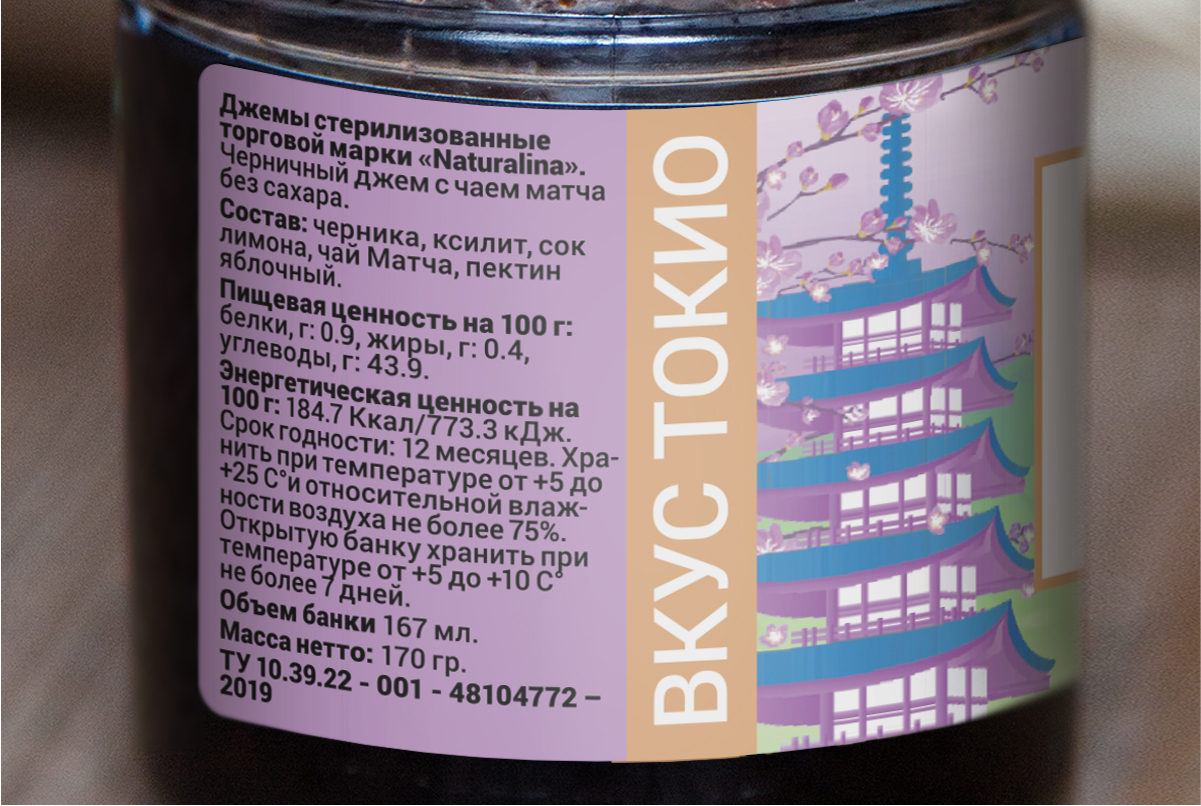 Джемы стерилизованные
торговой марки «Naturalina».
Черничный джем с чаем матча
без сахара.
Состав: черника, ксилит, сок
лимона, чай Матча, пектин
яблочный.
Пищевая ценность на 100 г:
белки, г: 0.9, жиры, г: 0.4,
углеводы, г: 43.9.
Энергетическая ценность на
100 г: 184.7 Ккал/773.3 кДж.
Срок годности: 12 месяцев. Хра-
нить при температуре от +5 до
+25 С°и относительной влаж-
ности воздуха не более 75%.
Открытую банку хранить при
температуре от +5 до +10 С°
не более 7 дней.
Объем банки 167 мл.
Масса нетто: 170 гр.
ТУ 10.39.22 - 001 - 48104772 –
2019
ВКУС ТОКИО